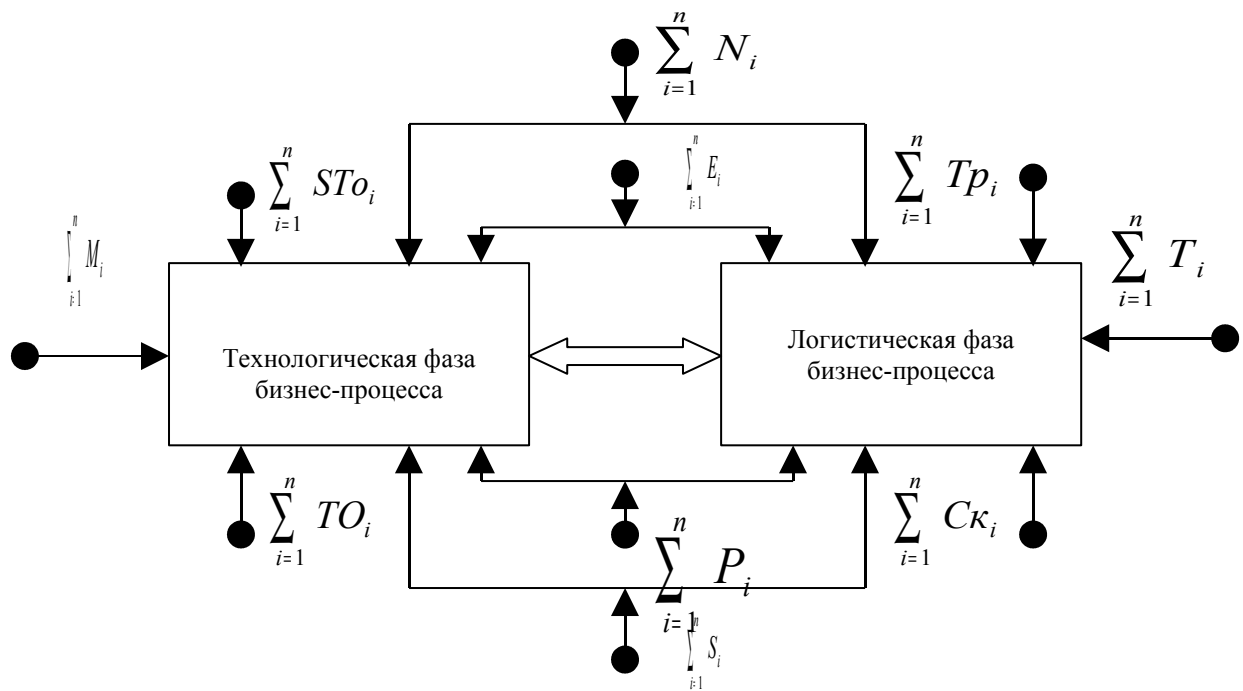 ∑_{i=1}^{n} N_i
∑_{i=1}^{n} E_i
∑_{i=1}^{n} STo_i
∑_{i=1}^{n} Tp_i
∑_{i=1}^{n} M_i
∑_{i=1}^{n} T_i
Технологическая фаза
бизнес-процесса
Логистическая фаза
бизнес-процесса
∑_{i=1}^{n} TO_i
∑_{i=1}^{n} Cк_i
∑_{i=1}^{n} P_i
∑_{i=1}^{n} S_i